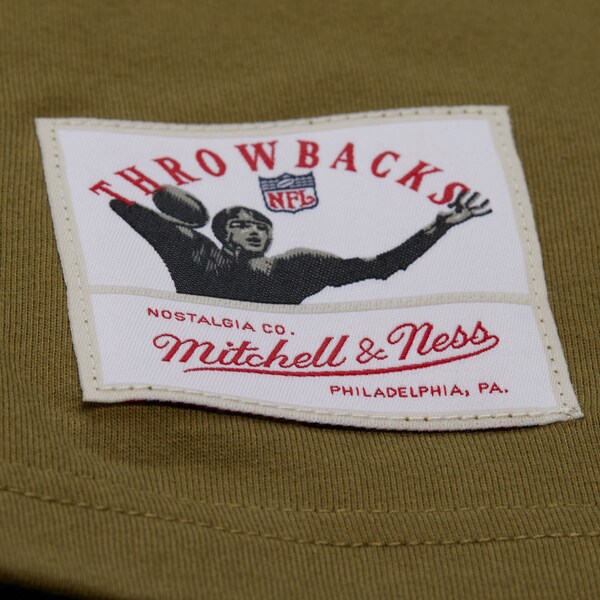 THROWBACKS
NFL
NOSTALGIA CO.
Mitchell & Ness
PHILADELPHIA, PA.